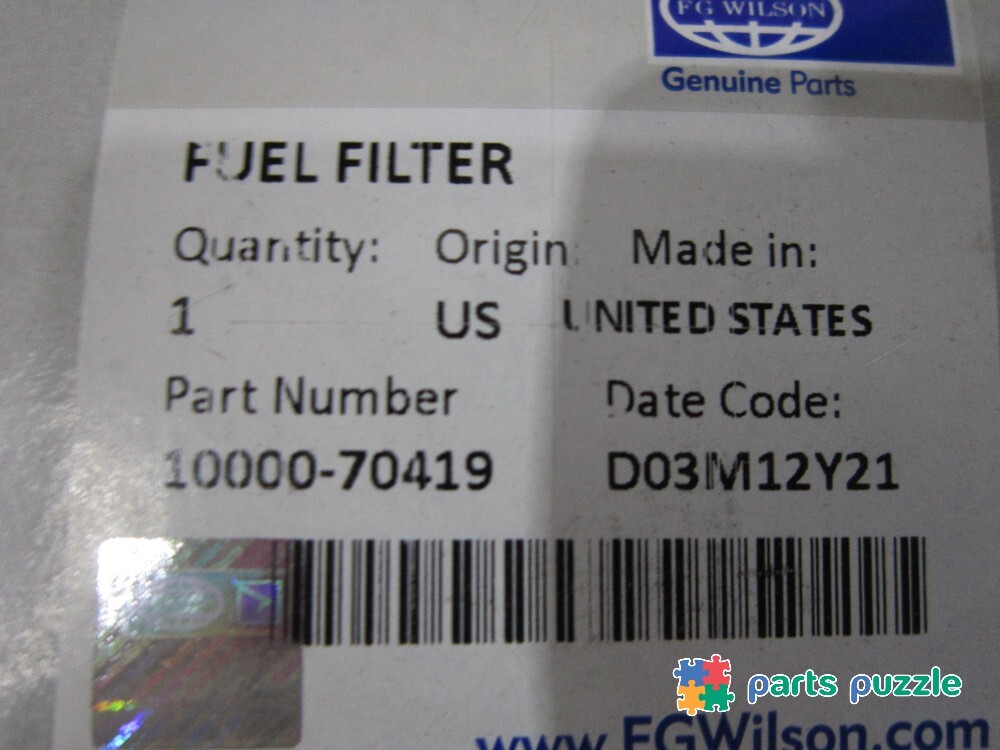 FG WILSON
Genuine Parts
FUEL FILTER
Quantity: Origin: Made in:
1 US UNITED STATES
Part Number Date Code:
10000-70419 D03M12Y21
parts puzzle
www.FGWilson.com